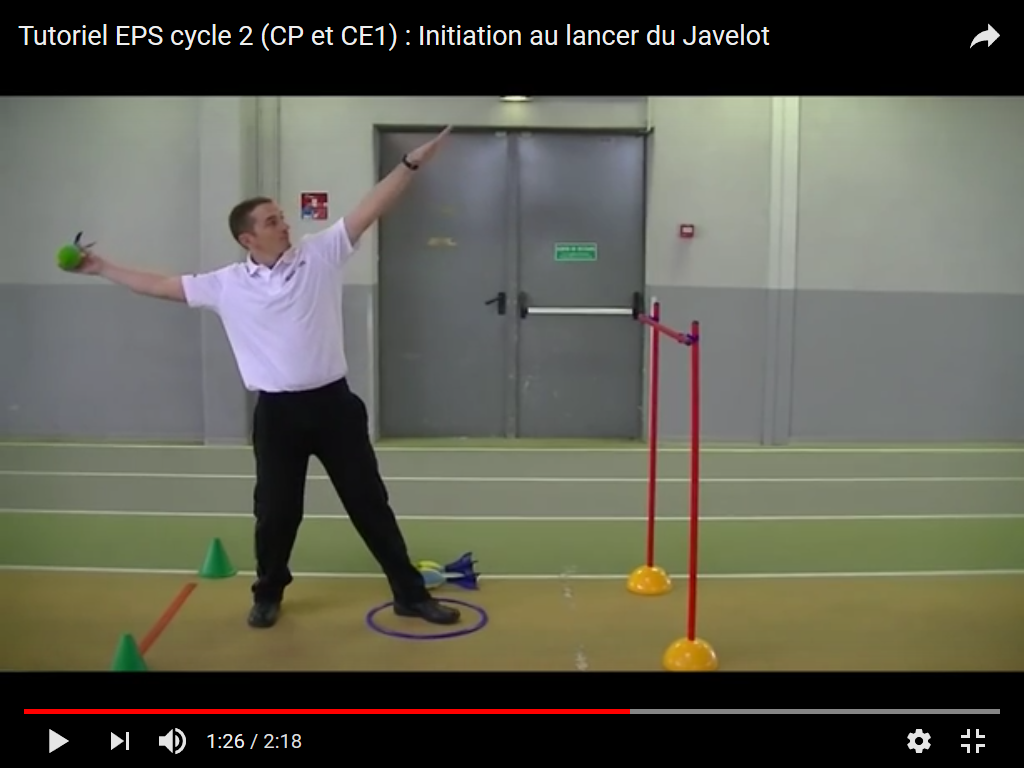 Tutoriel EPS cycle 2 (CP et CE1) : Initiation au lancer du Javelot
1:26 / 2:18